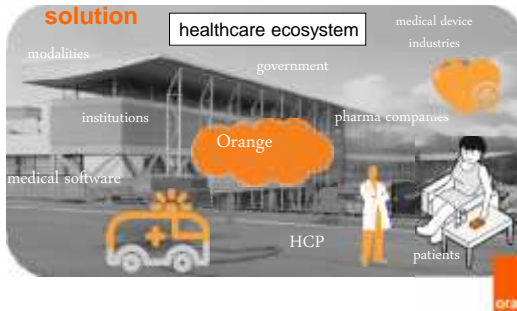 solution
healthcare ecosystem
medical device
industries
modalities
government
institutions
pharma companies
Orange
medical software
HCP
patients